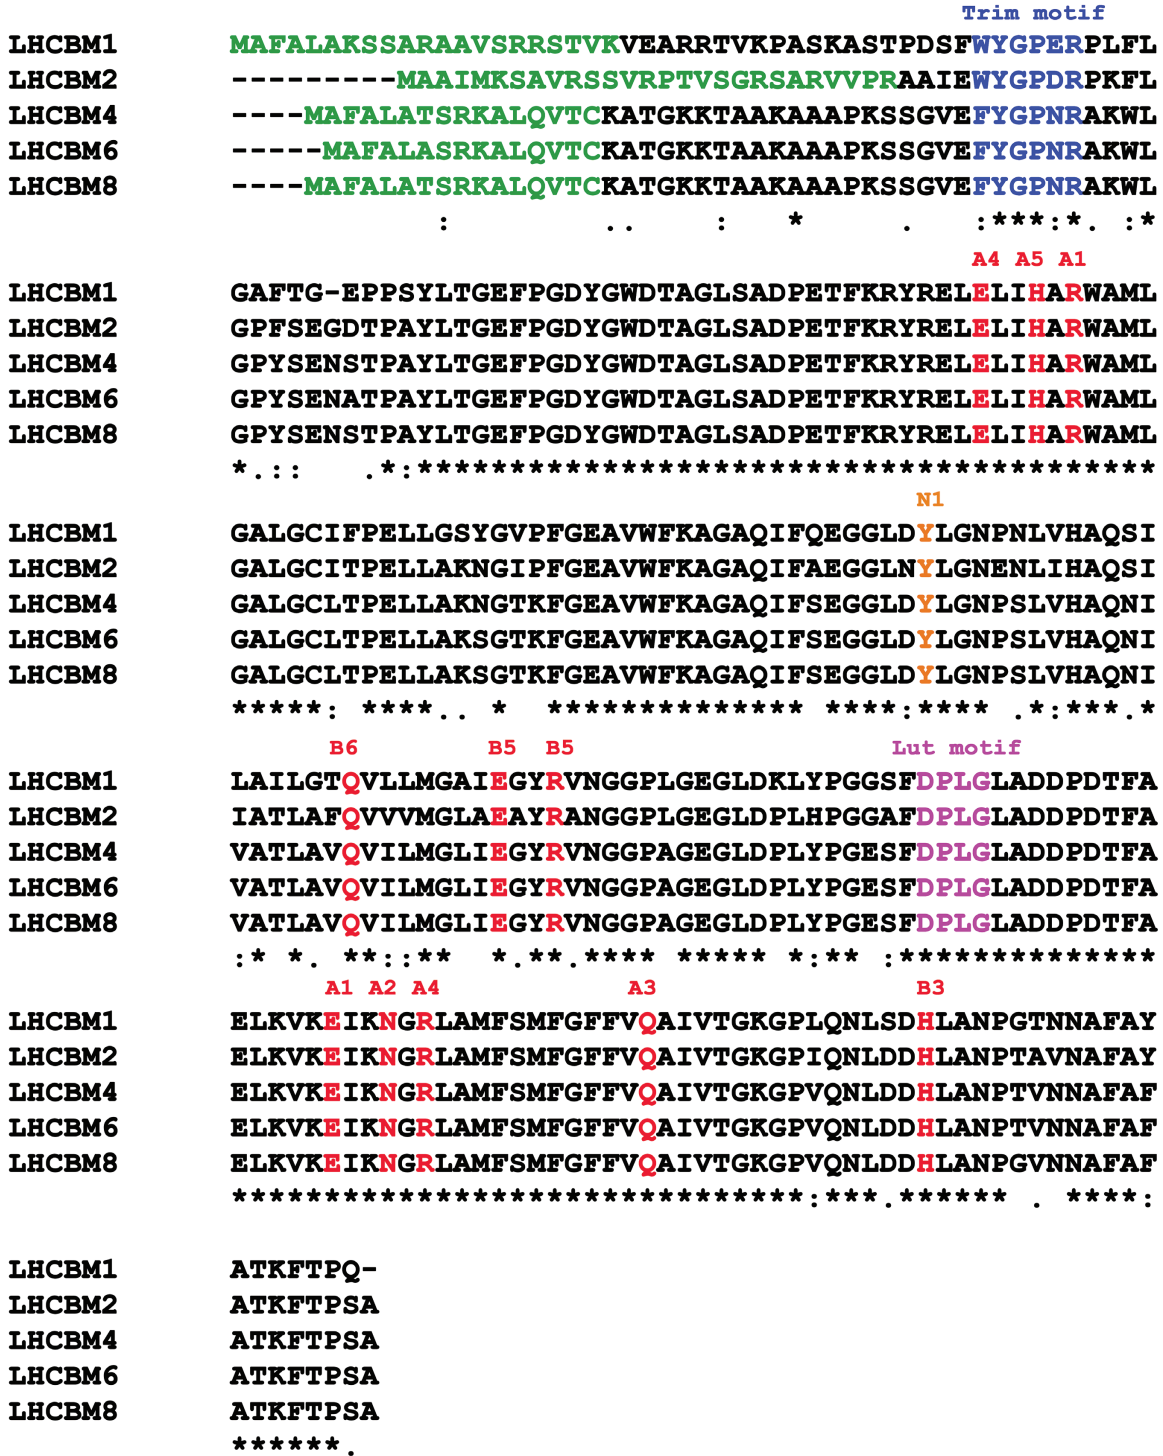 Trim motif
LHCBM1 MAFALAKSSARAAVSRRSTVKVEARRTVKPASKASTPDSFWYGPERPLFL
LHCBM2 ---------MAAIMKSAVRSSVRPTVSGRSARVVPRAAIEWYGPDRPKFL
LHCBM4 ----MAFALATSRKALQVTCKATGKKTAAKAAAPKSSGVEFYGPNRAKWL
LHCBM6 -----MAFALASRKALQVTCKATGKKTAAKAAAPKSSGVEFYGPNRAKWL
LHCBM8 ----MAFALATSRKALQVTCKATGKKTAAKAAAPKSSGVEFYGPNRAKWL
: .. : * . :***:*. :*
A4 A5 A1
LHCBM1 GAFTG-EPPSYLTGEFPGDYGWDTAGLSADPETFKRYRELELIHARWAML
LHCBM2 GPFSEGDTPAYLTGEFPGDYGWDTAGLSADPETFKRYRELELIHARWAML
LHCBM4 GPYSENSTPAYLTGEFPGDYGWDTAGLSADPETFKRYRELELIHARWAML
LHCBM6 GPYSENATPAYLTGEFPGDYGWDTAGLSADPETFKRYRELELIHARWAML
LHCBM8 GPYSENSTPAYLTGEFPGDYGWDTAGLSADPETFKRYRELELIHARWAML
*.:: .*:****************************************
N1
LHCBM1 GALGCIFPELLGSYGVPFGEAVWFKAGAQIFQEGGLDYLGNPNLVHAQSI
LHCBM2 GALGCITPELLAKNGIPFGEAVWFKAGAQIFAEGGLNYLGNENLIHAQSI
LHCBM4 GALGCLTPELLAKNGTKFGEAVWFKAGAQIFSEGGLDYLGNPSLVHAQNI
LHCBM6 GALGCLTPELLAKSGTKFGEAVWFKAGAQIFSEGGLDYLGNPSLVHAQNI
LHCBM8 GALGCLTPELLAKSGTKFGEAVWFKAGAQIFSEGGLDYLGNPSLVHAQNI
*****: ****.. * ************** ****:**** .*:***.*
B6 B5 B5 Lut motif
LHCBM1 LAILGTQVLLMGAIEGYRVNGGPLGEGLDKLYPGGSFDPLGLADDPDTFA
LHCBM2 IATLAFQVVVMGLAEAYRANGGPLGEGLDPLHPGGAFDPLGLADDPDTFA
LHCBM4 VATLAVQVILMGLIEGYRVNGGPAGEGLDPLYPGESFDPLGLADDPDTFA
LHCBM6 VATLAVQVILMGLIEGYRVNGGPAGEGLDPLYPGESFDPLGLADDPDTFA
LHCBM8 VATLAVQVILMGLIEGYRVNGGPAGEGLDPLYPGESFDPLGLADDPDTFA
:* *. **::** *.**.**** ***** *:** :**************
A1 A2 A4 A3 B3
LHCBM1 ELKVKEIKNGRLAMFSMFGFFVQAIVTGKGPLQNLSDHLANPGTNNAFAY
LHCBM2 ELKVKEIKNGRLAMFSMFGFFVQAIVTGKGPIQNLDDHLANPTAVNAFAY
LHCBM4 ELKVKEIKNGRLAMFSMFGFFVQAIVTGKGPVQNLDDHLANPTVNNAFAF
LHCBM6 ELKVKEIKNGRLAMFSMFGFFVQAIVTGKGPVQNLDDHLANPTVNNAFAF
LHCBM8 ELKVKEIKNGRLAMFSMFGFFVQAIVTGKGPVQNLDDHLANPGVNNAFAF
*******************************:***.****** . ****:
LHCBM1 ATKFTPQ-
LHCBM2 ATKFTPSA
LHCBM4 ATKFTPSA
LHCBM6 ATKFTPSA
LHCBM8 ATKFTPSA
******.